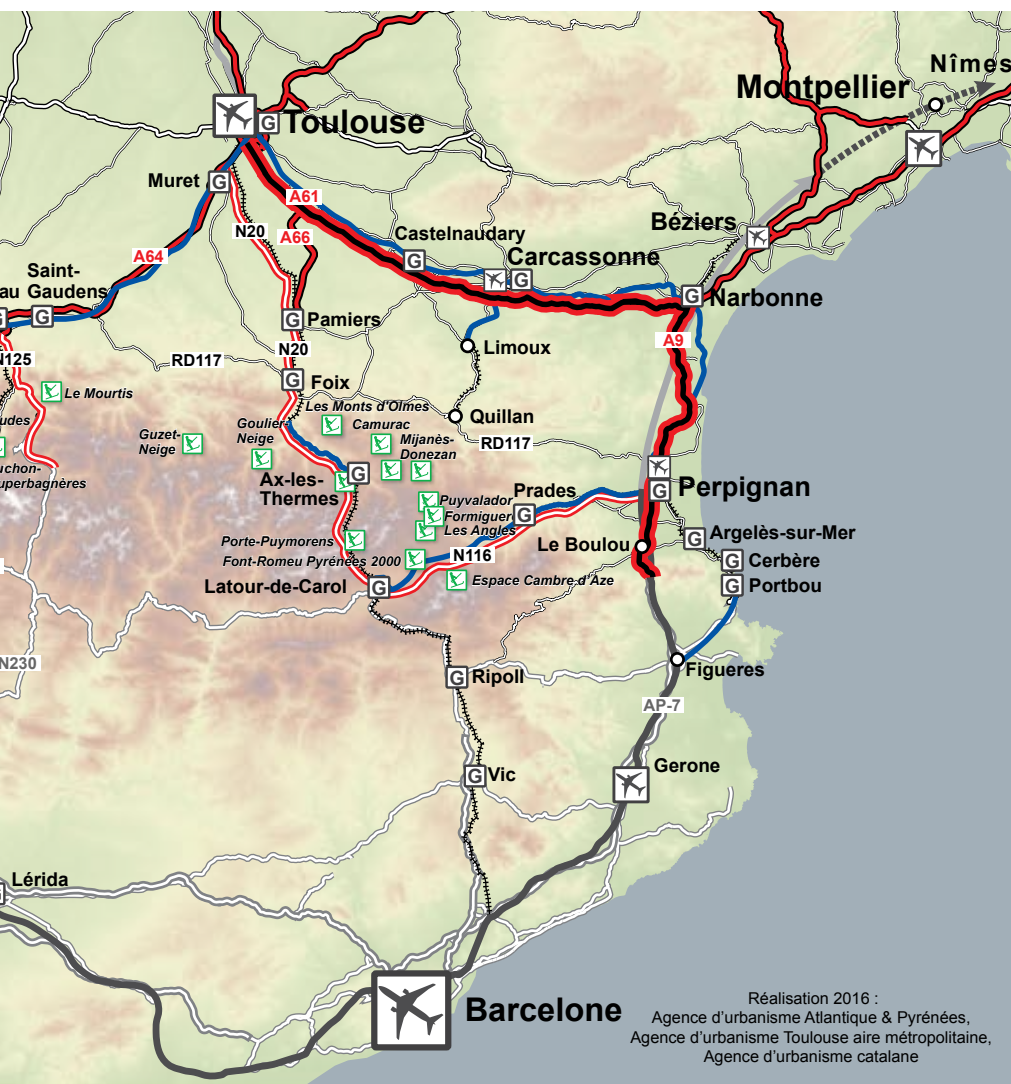 Nîmes
Montpellier
G
Toulouse
Muret G
A61
Béziers
N20
A66
Castelnaudary
G
A64
Carcassonne
G
Saint-
au Gaudens
G
G
G
Narbonne
G
Pamiers
A9
N20
Limoux
N125
RD117
G
Foix
Le Mourtis
Les Monts d'Olmes
Quillan
udes
Goulier-
Neige
Camurac
Guzet-
Neige
Mijanès-
Donezan
RD117
uchon-
uperbagnères
Ax-les-
Thermes
G
Puyvalador
Prades
G
Perpignan
G
Formiguer
Les Angles
Porte-Puymorens
Argelès-sur-Mer
G
Le Boulou
N116
Font-Romeu Pyrénées 2000
Cerbère
G
Latour-de-Carol
G
Espace Cambre d'Aze
Portbou
G
N230
Ripoll
G
Figueres
AP-7
Gerone
Vic
G
Lérida
Barcelone
Réalisation 2016 :
Agence d'urbanisme Atlantique & Pyrénées,
Agence d'urbanisme Toulouse aire métropolitaine,
Agence d'urbanisme catalane